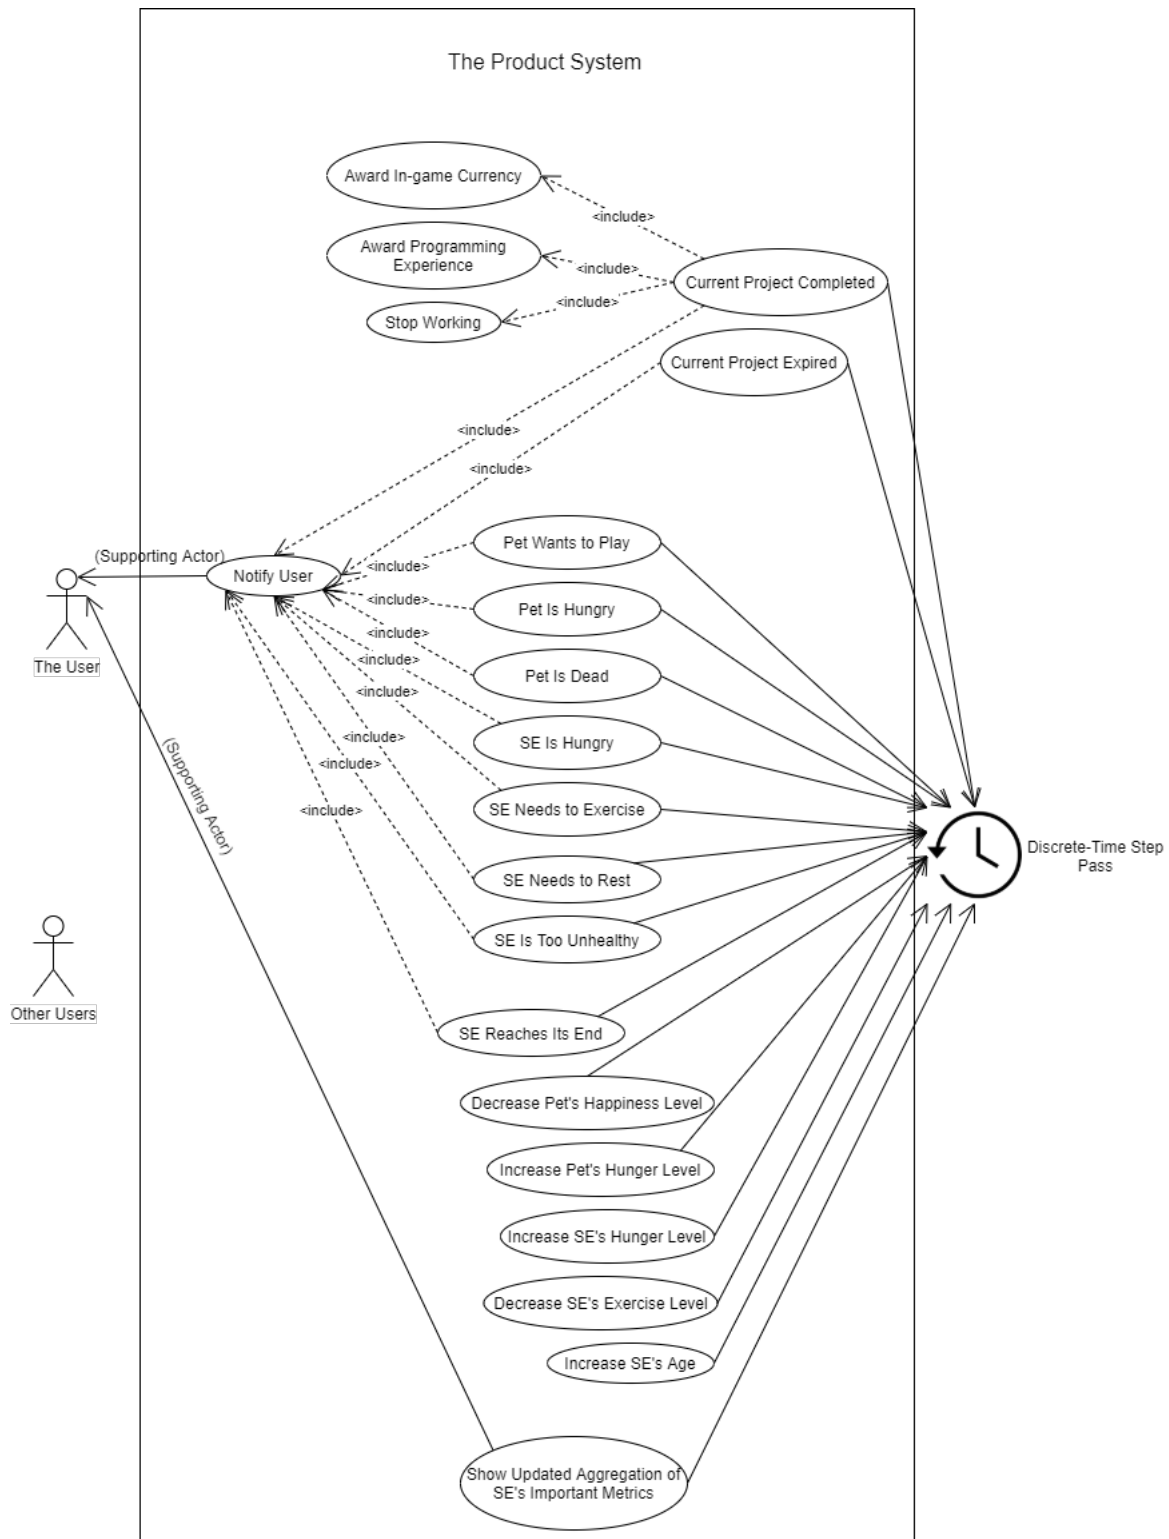 The Product System
Award In-game Currency
<include>
Award Programming
Experience
<include>
Current Project Completed
<include>
Stop Working
Current Project Expired
<include>
<include>
Pet Wants to Play
(Supporting Actor)
<include>
Notify User
The User
<include>
Pet Is Hungry
<include>
<include>
Pet Is Dead
<include>
SE Is Hungry
<include>
<include>
(Supporting Actor)
<include>
SE Needs to Exercise
Discrete-Time Step
Pass
SE Needs to Rest
SE Is Too Unhealthy
Other Users
SE Reaches Its End
Decrease Pet's Happiness Level
Increase Pet's Hunger Level
Increase SE's Hunger Level
Decrease SE's Exercise Level
Increase SE's Age
Show Updated Aggregation of
SE's Important Metrics